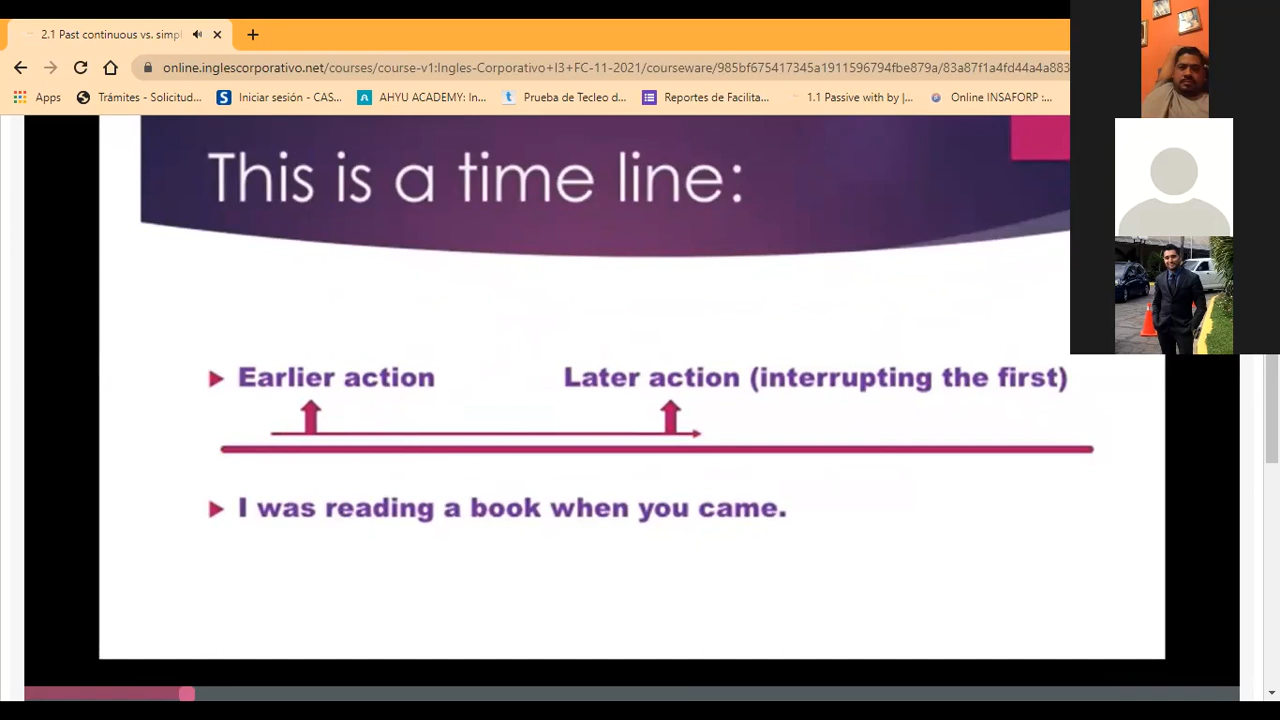 2.1 Past continuous vs. simpl
online.inglescorporativo.net/courses/course-v1:Ingles-Corporativo+I3+FC-11-2021/courseware/985bf675417345a1911596794fbe879a/83a87f1a4fd44a4a883
Apps
Trámites - Solicitud...
S
Iniciar sesión - CAS...
AHYU ACADEMY: In...
t
Prueba de Tecleo d...
Reportes de Facilita...
1.1 Passive with by |...
Online INSAFORP :...
This is a time line:
Earlier action
Later action (interrupting the first)
I was reading a book when you came.